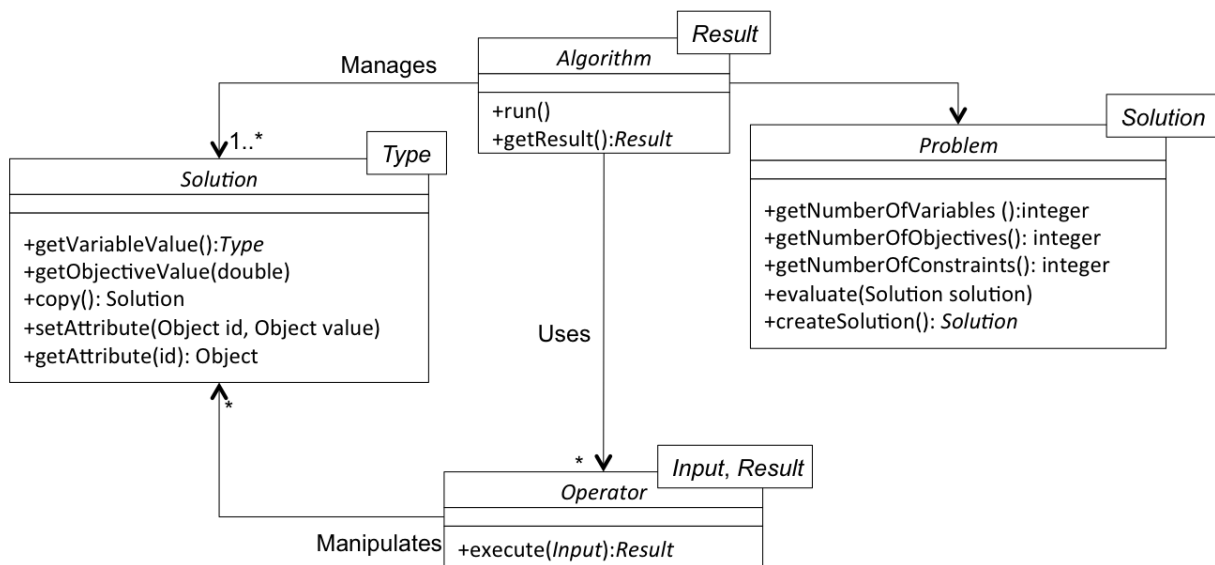 Result
Algorithm
Manages
+run()
+getResult():Result
1..*
Type
Solution
+getVariableValue():Type
+getObjectiveValue(double)
+copy(): Solution
+setAttribute(Object id, Object value)
+getAttribute(id): Object
Solution
Problem
+getNumberOfVariables ():integer
+getNumberOfObjectives(): integer
+getNumberOfConstraints(): integer
+evaluate(Solution solution)
+createSolution(): Solution
Uses
*
*
Input, Result
Operator
Manipulates
+execute(Input):Result